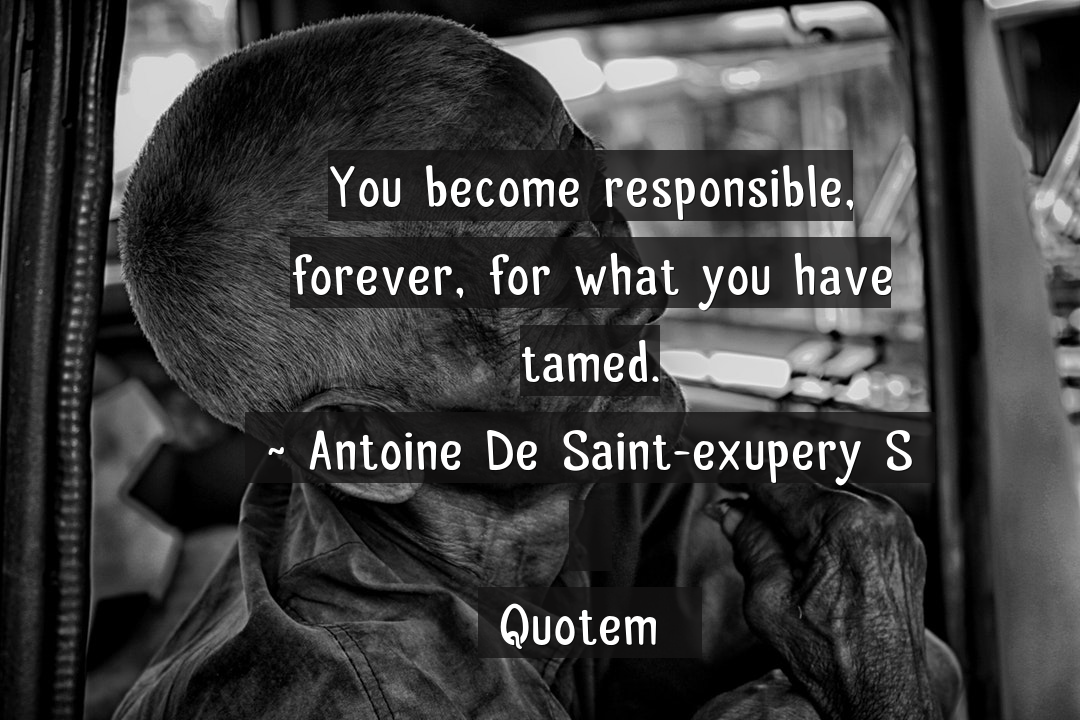 You become responsible,
forever, for what you have
tamed.
~ Antoine De Saint-exupery S
Quotem